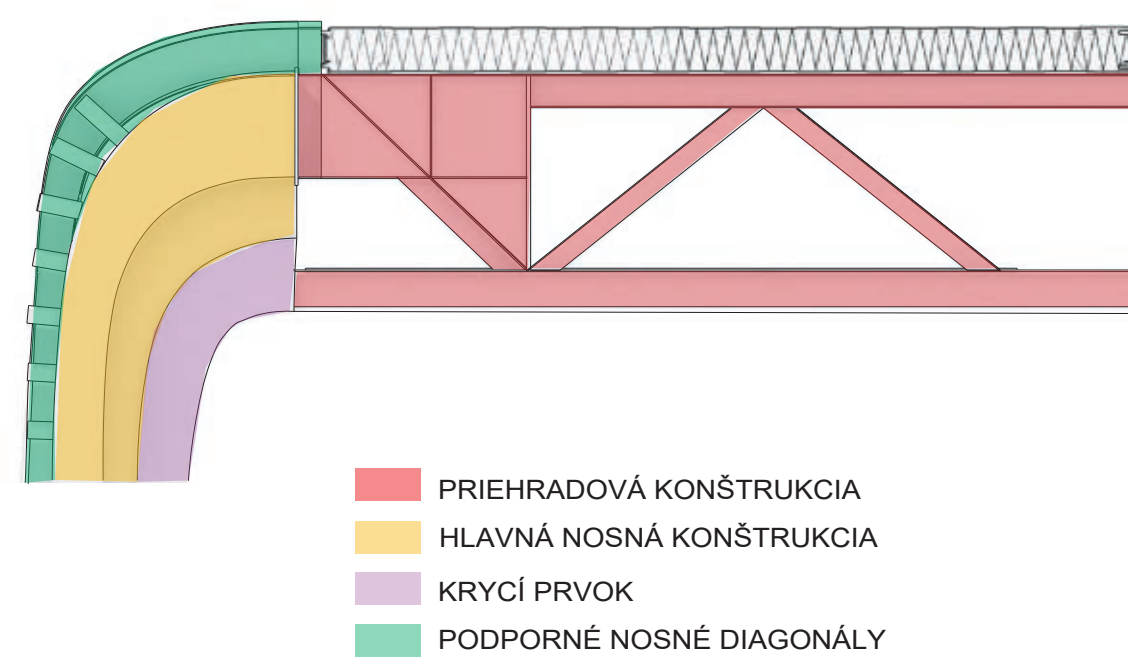 PRIEHRADOVÁ KONŠTRUKCIA
HLAVNÁ NOSNÁ KONŠTRUKCIA
KRYCÍ PRVOK
PODPORNÉ NOSNÉ DIAGONÁLY